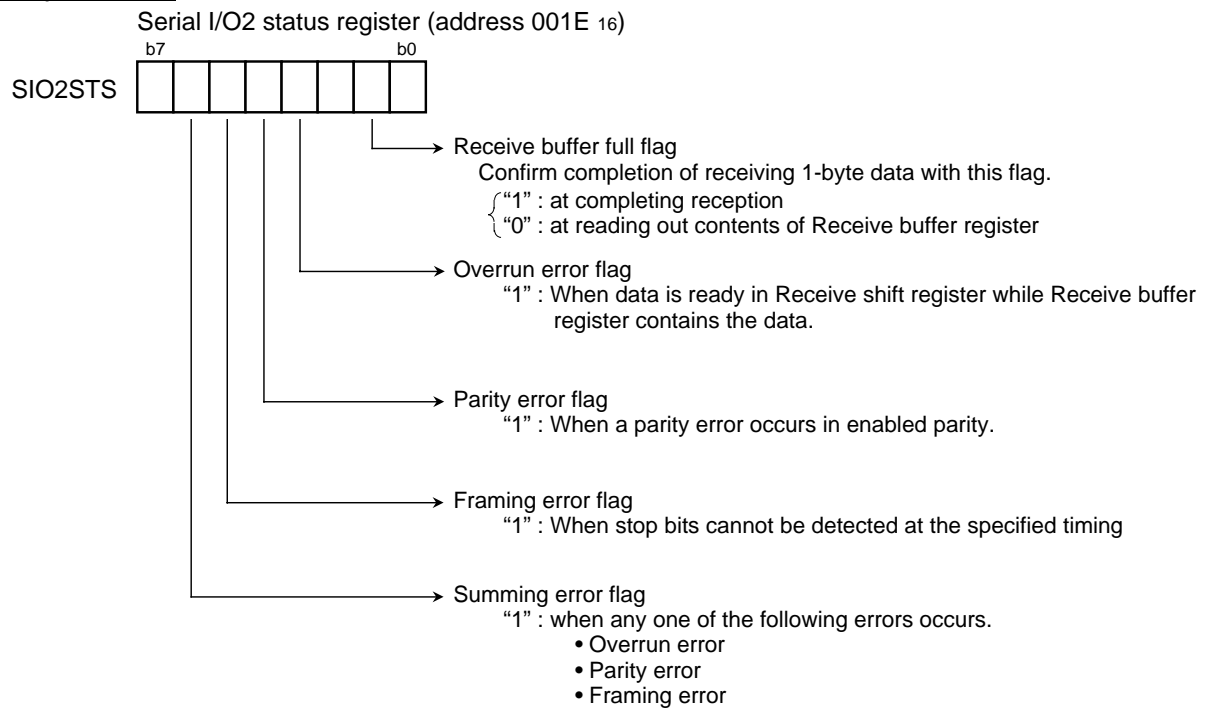 Serial I/O2 status register (address 001E 16)
b7 b0
SIO2STS
Receive buffer full flag
Confirm completion of receiving 1-byte data with this flag.
“1” : at completing reception
“0” : at reading out contents of Receive buffer register
Overrun error flag
“1” : When data is ready in Receive shift register while Receive buffer
register contains the data.
Parity error flag
“1” : When a parity error occurs in enabled parity.
Framing error flag
“1” : When stop bits cannot be detected at the specified timing
Summing error flag
“1” : when any one of the following errors occurs.
• Overrun error
• Parity error
• Framing error